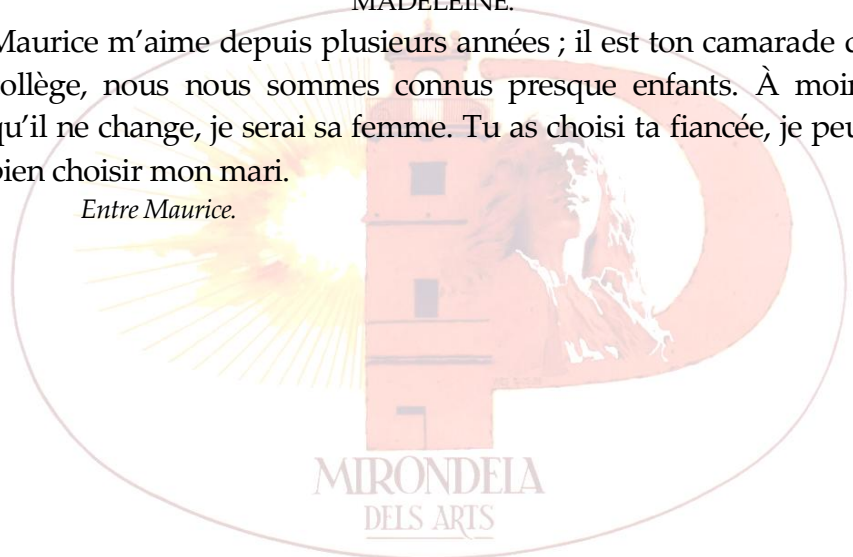 MADELEINE.
Maurice m’aime depuis plusieurs années ; il est ton camarade
ollège, nous nous sommes connus presque enfants. À moin
qu’il ne change, je serai sa femme. Tu as choisi ta fiancée, je peu
bien choisir mon mari.
Entre Maurice.
MIRONDELA
DELS ARTS